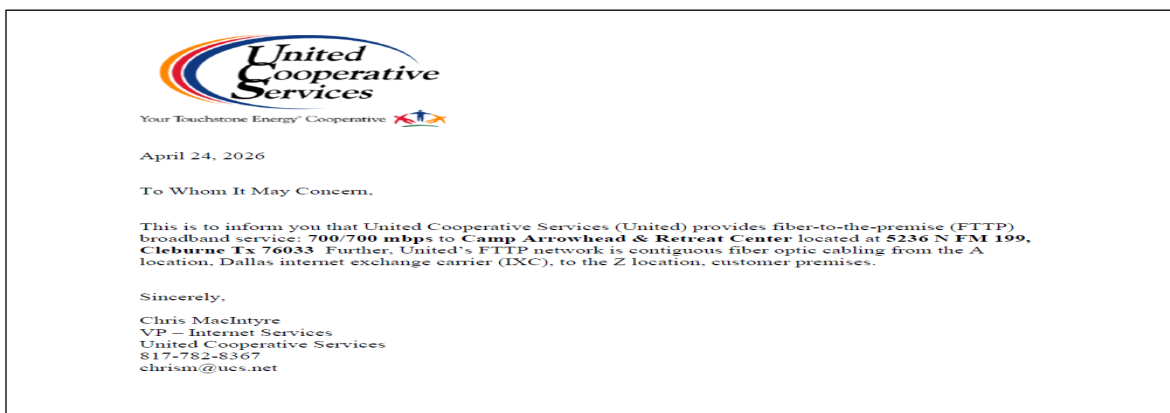 United
Cooperative
Services
Your Touchstone Energy® Cooperative
April 24, 2026
To Whom It May Concern,
This is to inform you that United Cooperative Services (United) provides fiber-to-the-premise (FTTP)
broadband service: 700/700 mbps to Camp Arrowhead & Retreat Center located at 5236 N FM 199,
Cleburne Tx 76033  Further, United's FTTP network is contiguous fiber optic cabling from the A
location, Dallas internet exchange carrier (IXC), to the Z location, customer premises.
Sincerely,
Chris MacIntyre
VP – Internet Services
United Cooperative Services
817-782-8367
chrism@ucs.net